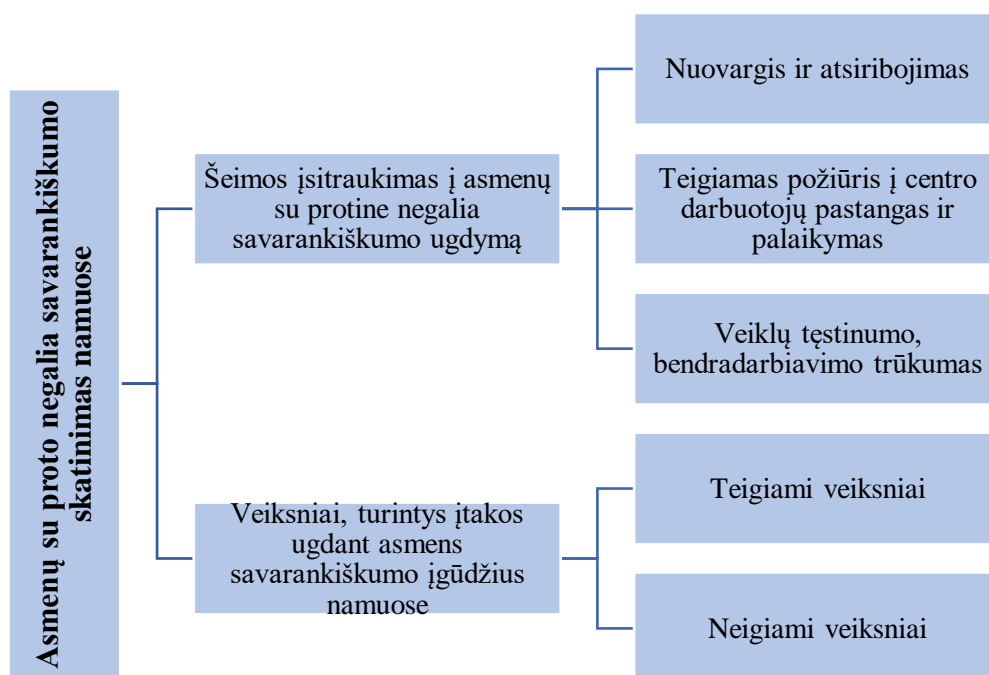 Asmenų su proto negalia savarankiškumo
skatinimas namuose
Šeimos įsitraukimas į asmenų
su protine negalia
savarankiškumo ugdymą
Nuovargis ir atsiribojimas
Teigiamas požiūris į centro
darbuotojų pastangas ir
palaikymas
Veiklų tęstinumo,
bendradarbiavimo trūkumas
Veiksniai, turintys įtakos
ugdant asmens
savarankiškumo įgūdžius
namuose
Teigiami veiksniai
Neigiami veiksniai